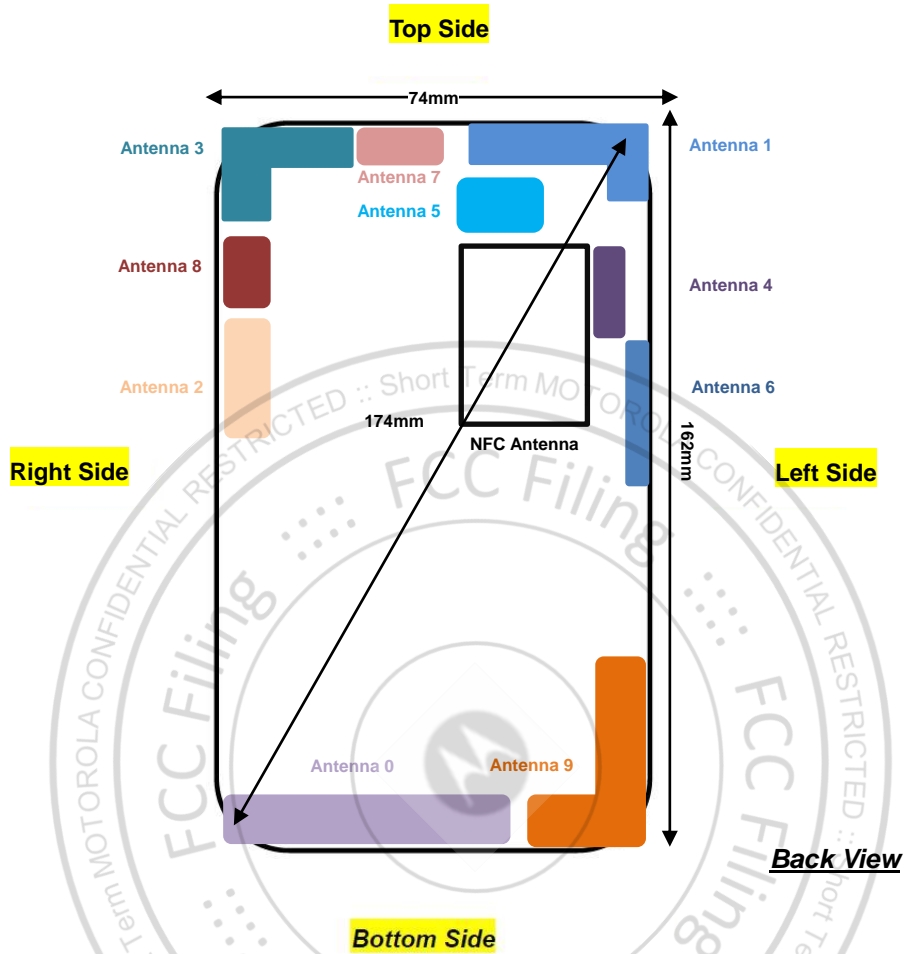 Top Side
74mm
Antenna 3
Antenna 1
Antenna 7
Antenna 5
Antenna 8
Antenna 4
Antenna 2
Antenna 6
174mm
162mm
NFC Antenna
Right Side
Left Side
Antenna 0
Antenna 9
Back View
Bottom Side
MOTOROLA CONFIDENTIAL RESTRICTED :: Short Term MOTOROLA CONFIDENTIAL RESTRICTED :: Short Te
FCC Filing :::: FCC Filing :::: FCC Filing
Term